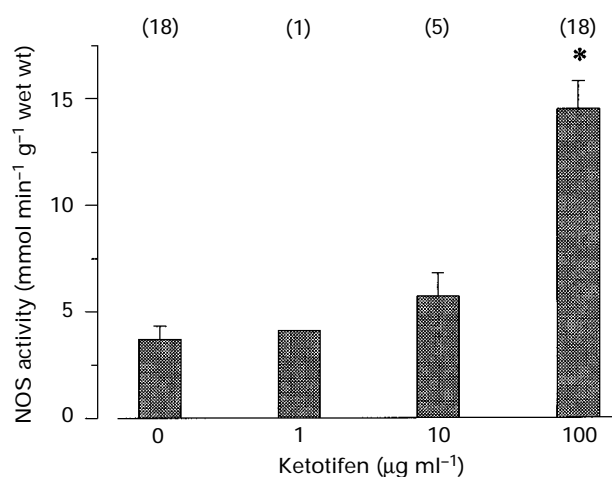 (18) (1) (5) (18)
*
15
10
5
0
NOS activity (mmol min⁻¹ g⁻¹ wet wt)
0 1 10 100
Ketotifen (µg ml⁻¹)